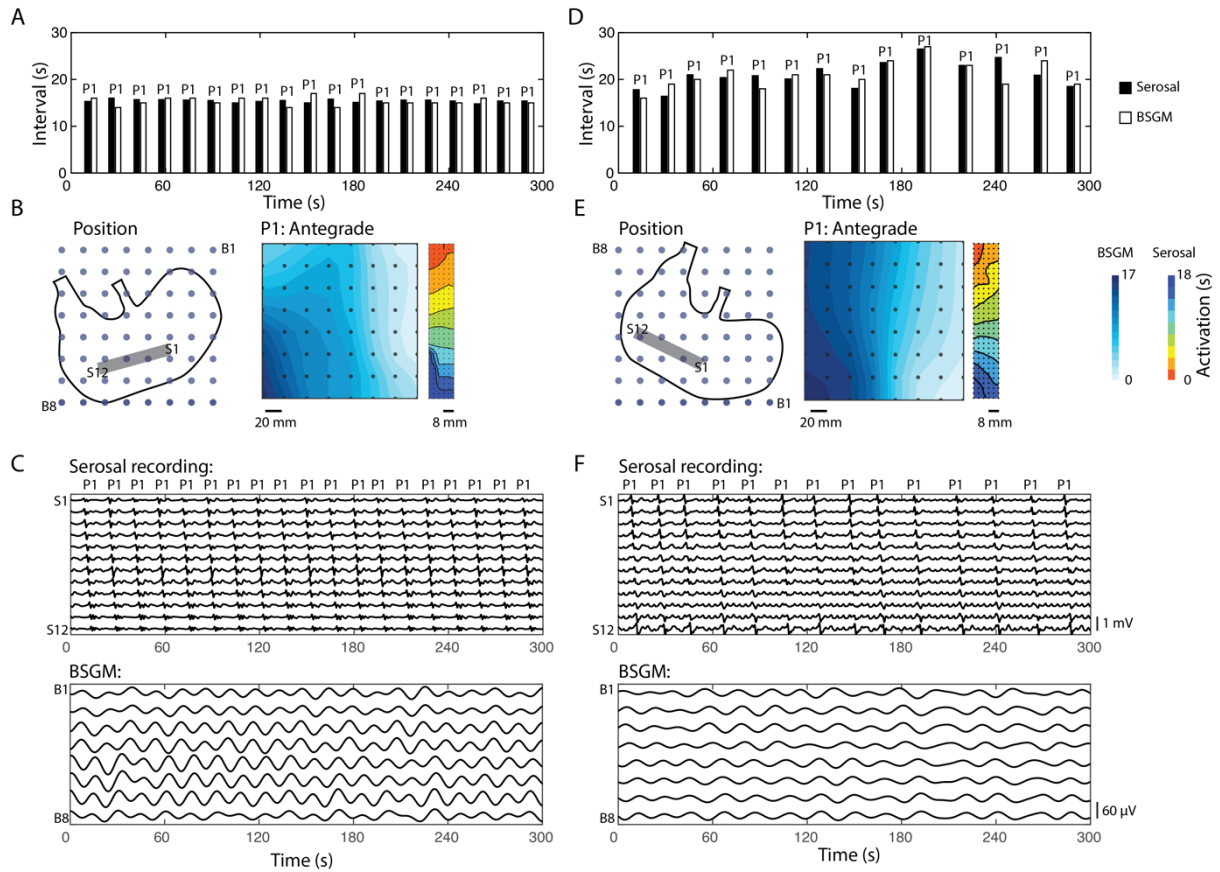 A
Interval (s)
30
20
10
0
P1 P1 P1 P1 P1 P1 P1 P1 P1 P1 P1 P1 P1 P1 P1 P1 P1 P1
0 60 120 180 240 300
Time (s)
D
Interval (s)
30
20
10
0
P1 P1 P1 P1 P1 P1 P1 P1 P1 P1 P1 P1 P1 P1
0 60 120 180 240 300
Time (s)
Serosal
BSGM
B
Position
B1
S1
S12
B8
P1: Antegrade
20 mm
8 mm
E
Position
B8
S12
S1
B1
P1: Antegrade
20 mm
8 mm
BSGM Serosal
17 18
0 0
Activation (s)
C
Serosal recording:
P1 P1 P1 P1 P1 P1 P1 P1 P1 P1 P1 P1 P1 P1 P1 P1 P1 P1
S1
S12
0 60 120 180 240 300
BSGM:
B1
B8
0 60 120 180 240 300
Time (s)
F
Serosal recording:
P1 P1 P1 P1 P1 P1 P1 P1 P1 P1 P1 P1 P1 P1
S1
S12
1 mV
0 60 120 180 240 300
BSGM:
B1
B8
60 µV
0 60 120 180 240 300
Time (s)